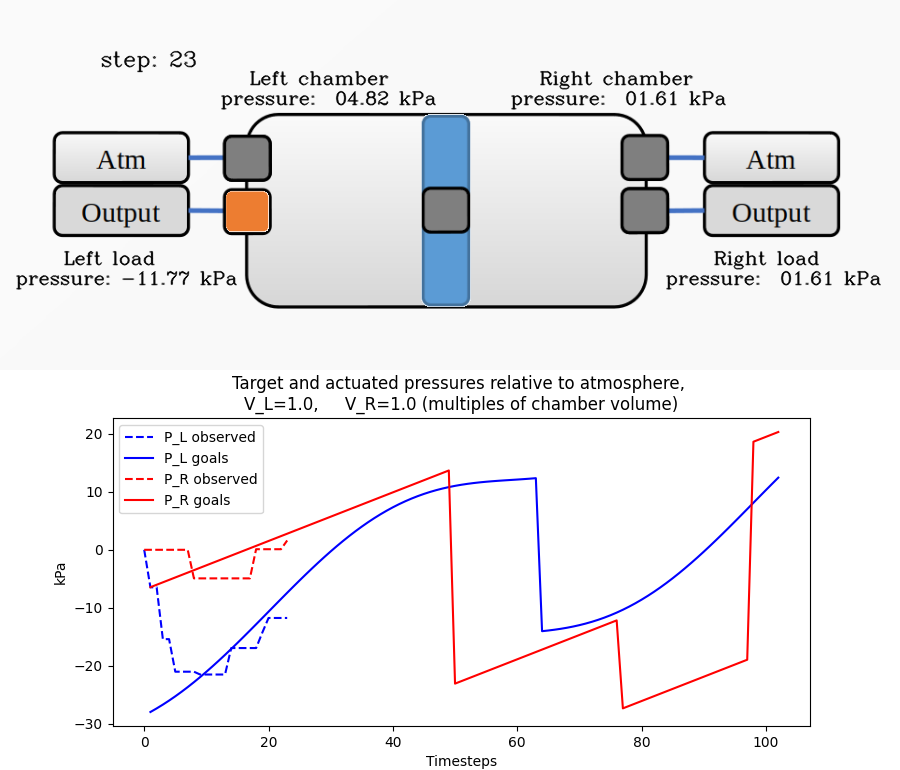 step: 23
Left chamber
pressure: 04.82 kPa
Right chamber
pressure: 01.61 kPa
Atm
Output
Atm
Output
Left load
pressure: −11.77 kPa
Right load
pressure: 01.61 kPa
Target and actuated pressures relative to atmosphere,
V_L=1.0, V_R=1.0 (multiples of chamber volume)
P_L observed
P_L goals
P_R observed
P_R goals
20
10
0
−10
−20
−30
kPa
0 20 40 60 80 100
Timesteps